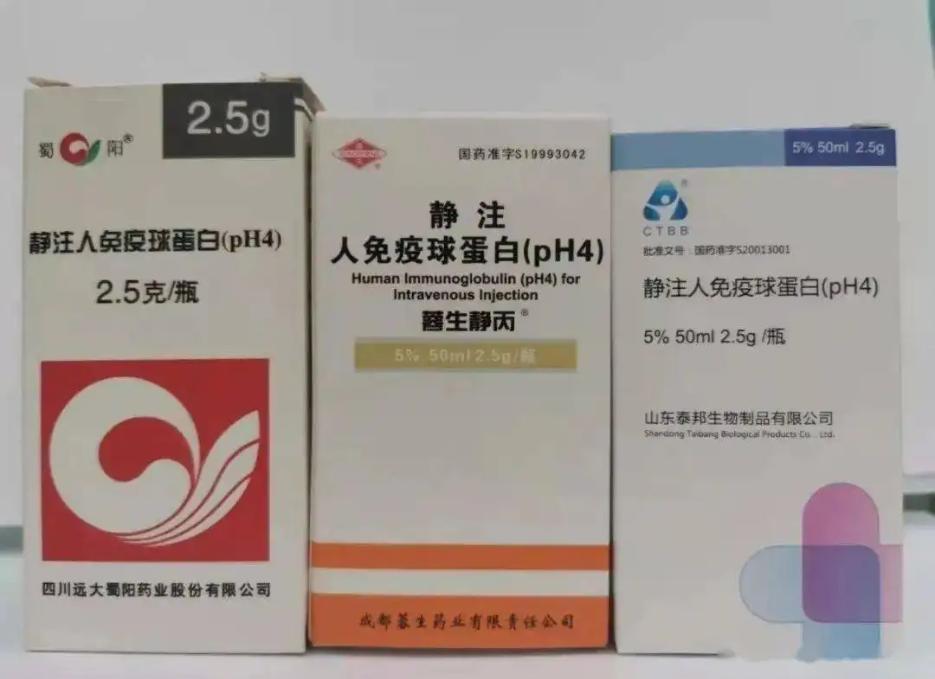 2.5g
蜀 阳®
静注人免疫球蛋白(pH4)
2.5克/瓶
四川远大蜀阳药业股份有限公司
国药准字S19993042
静 注
人免疫球蛋白(pH4)
Human Immunoglobulin (pH4) for
Intravenous Injection
蓉生静丙®
5% 50ml 2.5g/瓶
成都蓉生药业有限责任公司
5% 50ml 2.5g
CTBB
批准文号：国药准字S20013001
静注人免疫球蛋白(pH4)
5% 50ml 2.5g /瓶
山东泰邦生物制品有限公司
Shandong Taibang Biological Products Co., Ltd.